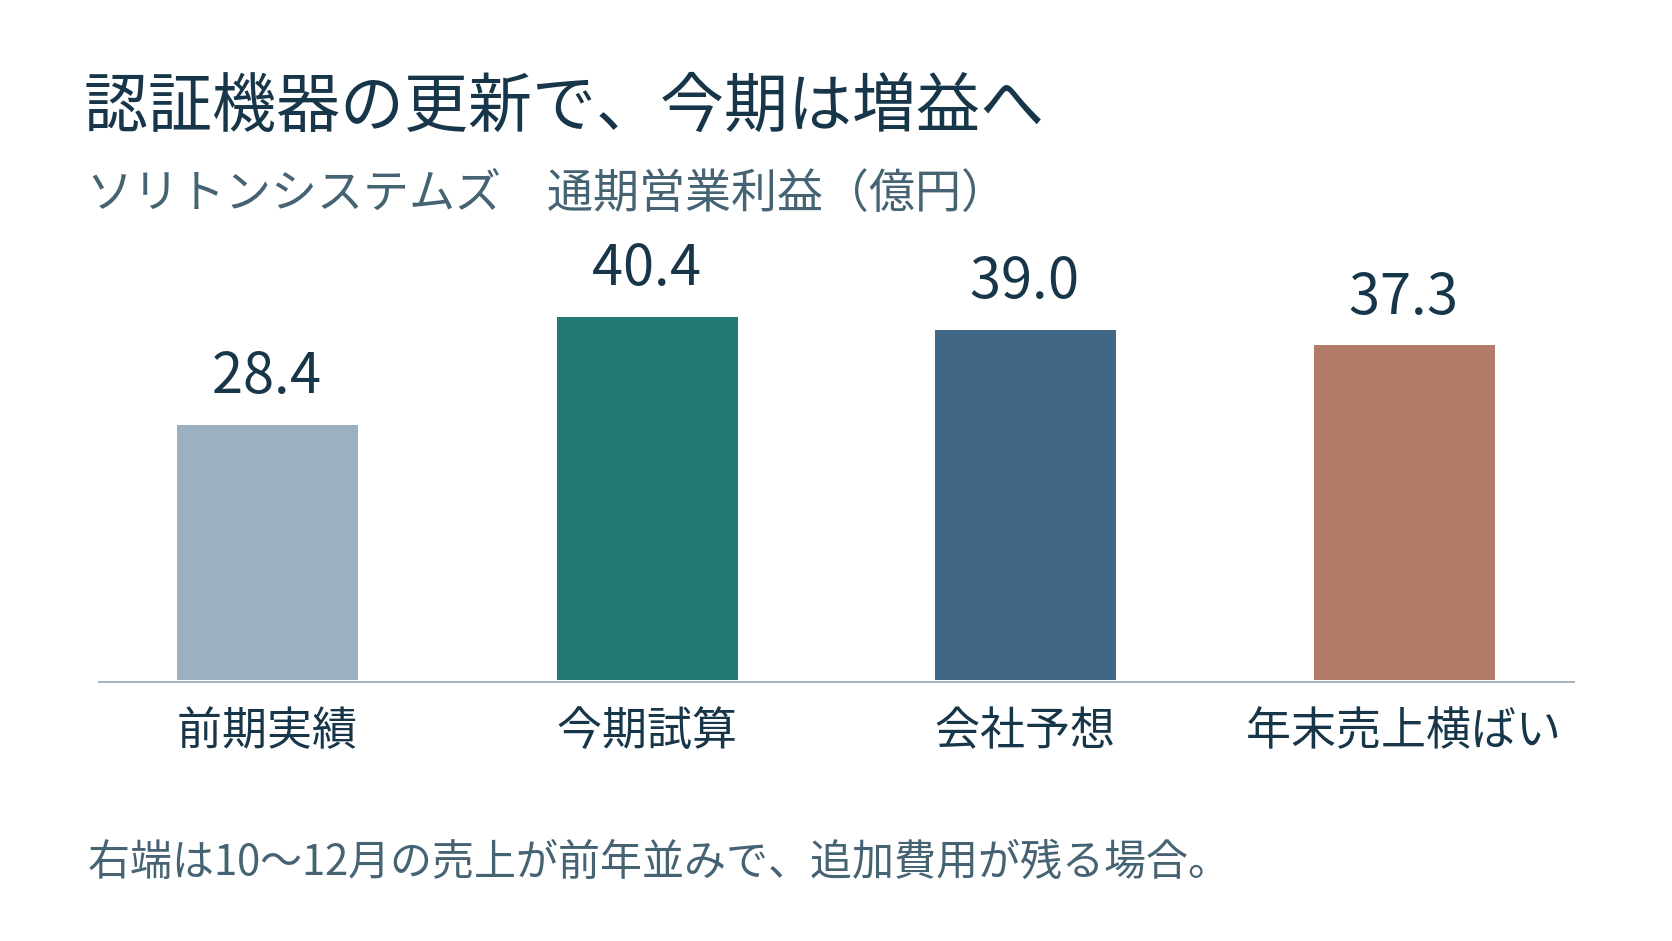 認証機器の更新で、今期は増益へ
ソリトンシステムズ　通期営業利益（億円）
28.4
40.4
39.0
37.3
前期実績
今期試算
会社予想
年末売上横ばい
右端は10〜12月の売上が前年並みで、追加費用が残る場合。